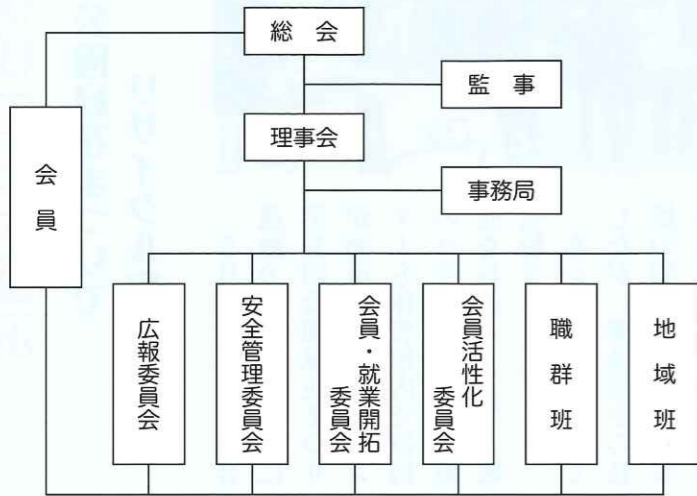 総会
監事
理事会
会員
事務局
広報委員会
安全管理委員会
会員・就業開拓
委員会
会員活性化
委員会
職群班
地域班